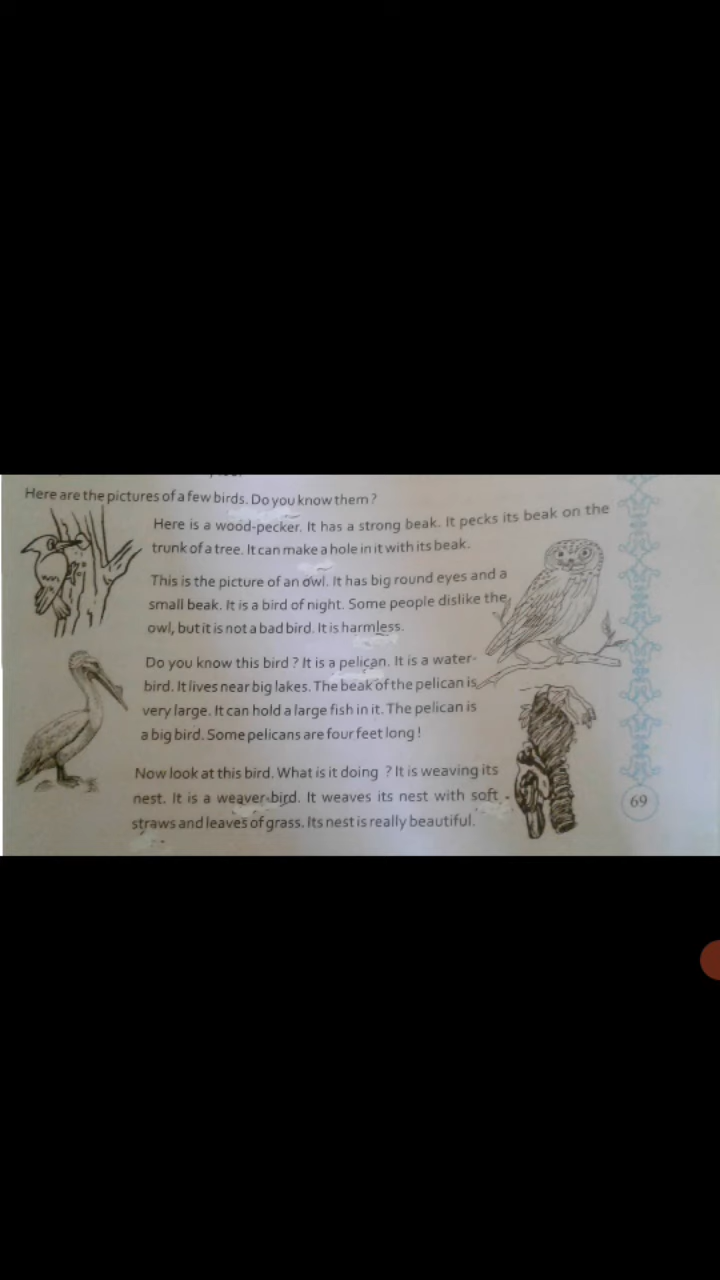 Here are the pictures of a few birds. Do you know them ?
Here is a wood-pecker. It has a strong beak. It pecks its beak on the
trunk of a tree. It can make a hole in it with its beak.
This is the picture of an owl. It has big round eyes and a
small beak. It is a bird of night. Some people dislike the
owl, but it is not a bad bird. It is harmless.
Do you know this bird ? It is a pelican. It is a water-
bird. It lives near big lakes. The beak of the pelican is
very large. It can hold a large fish in it. The pelican is
a big bird. Some pelicans are four feet long !
Now look at this bird. What is it doing ? It is weaving its
nest. It is a weaver-bird. It weaves its nest with soft
straws and leaves of grass. Its nest is really beautiful.
69